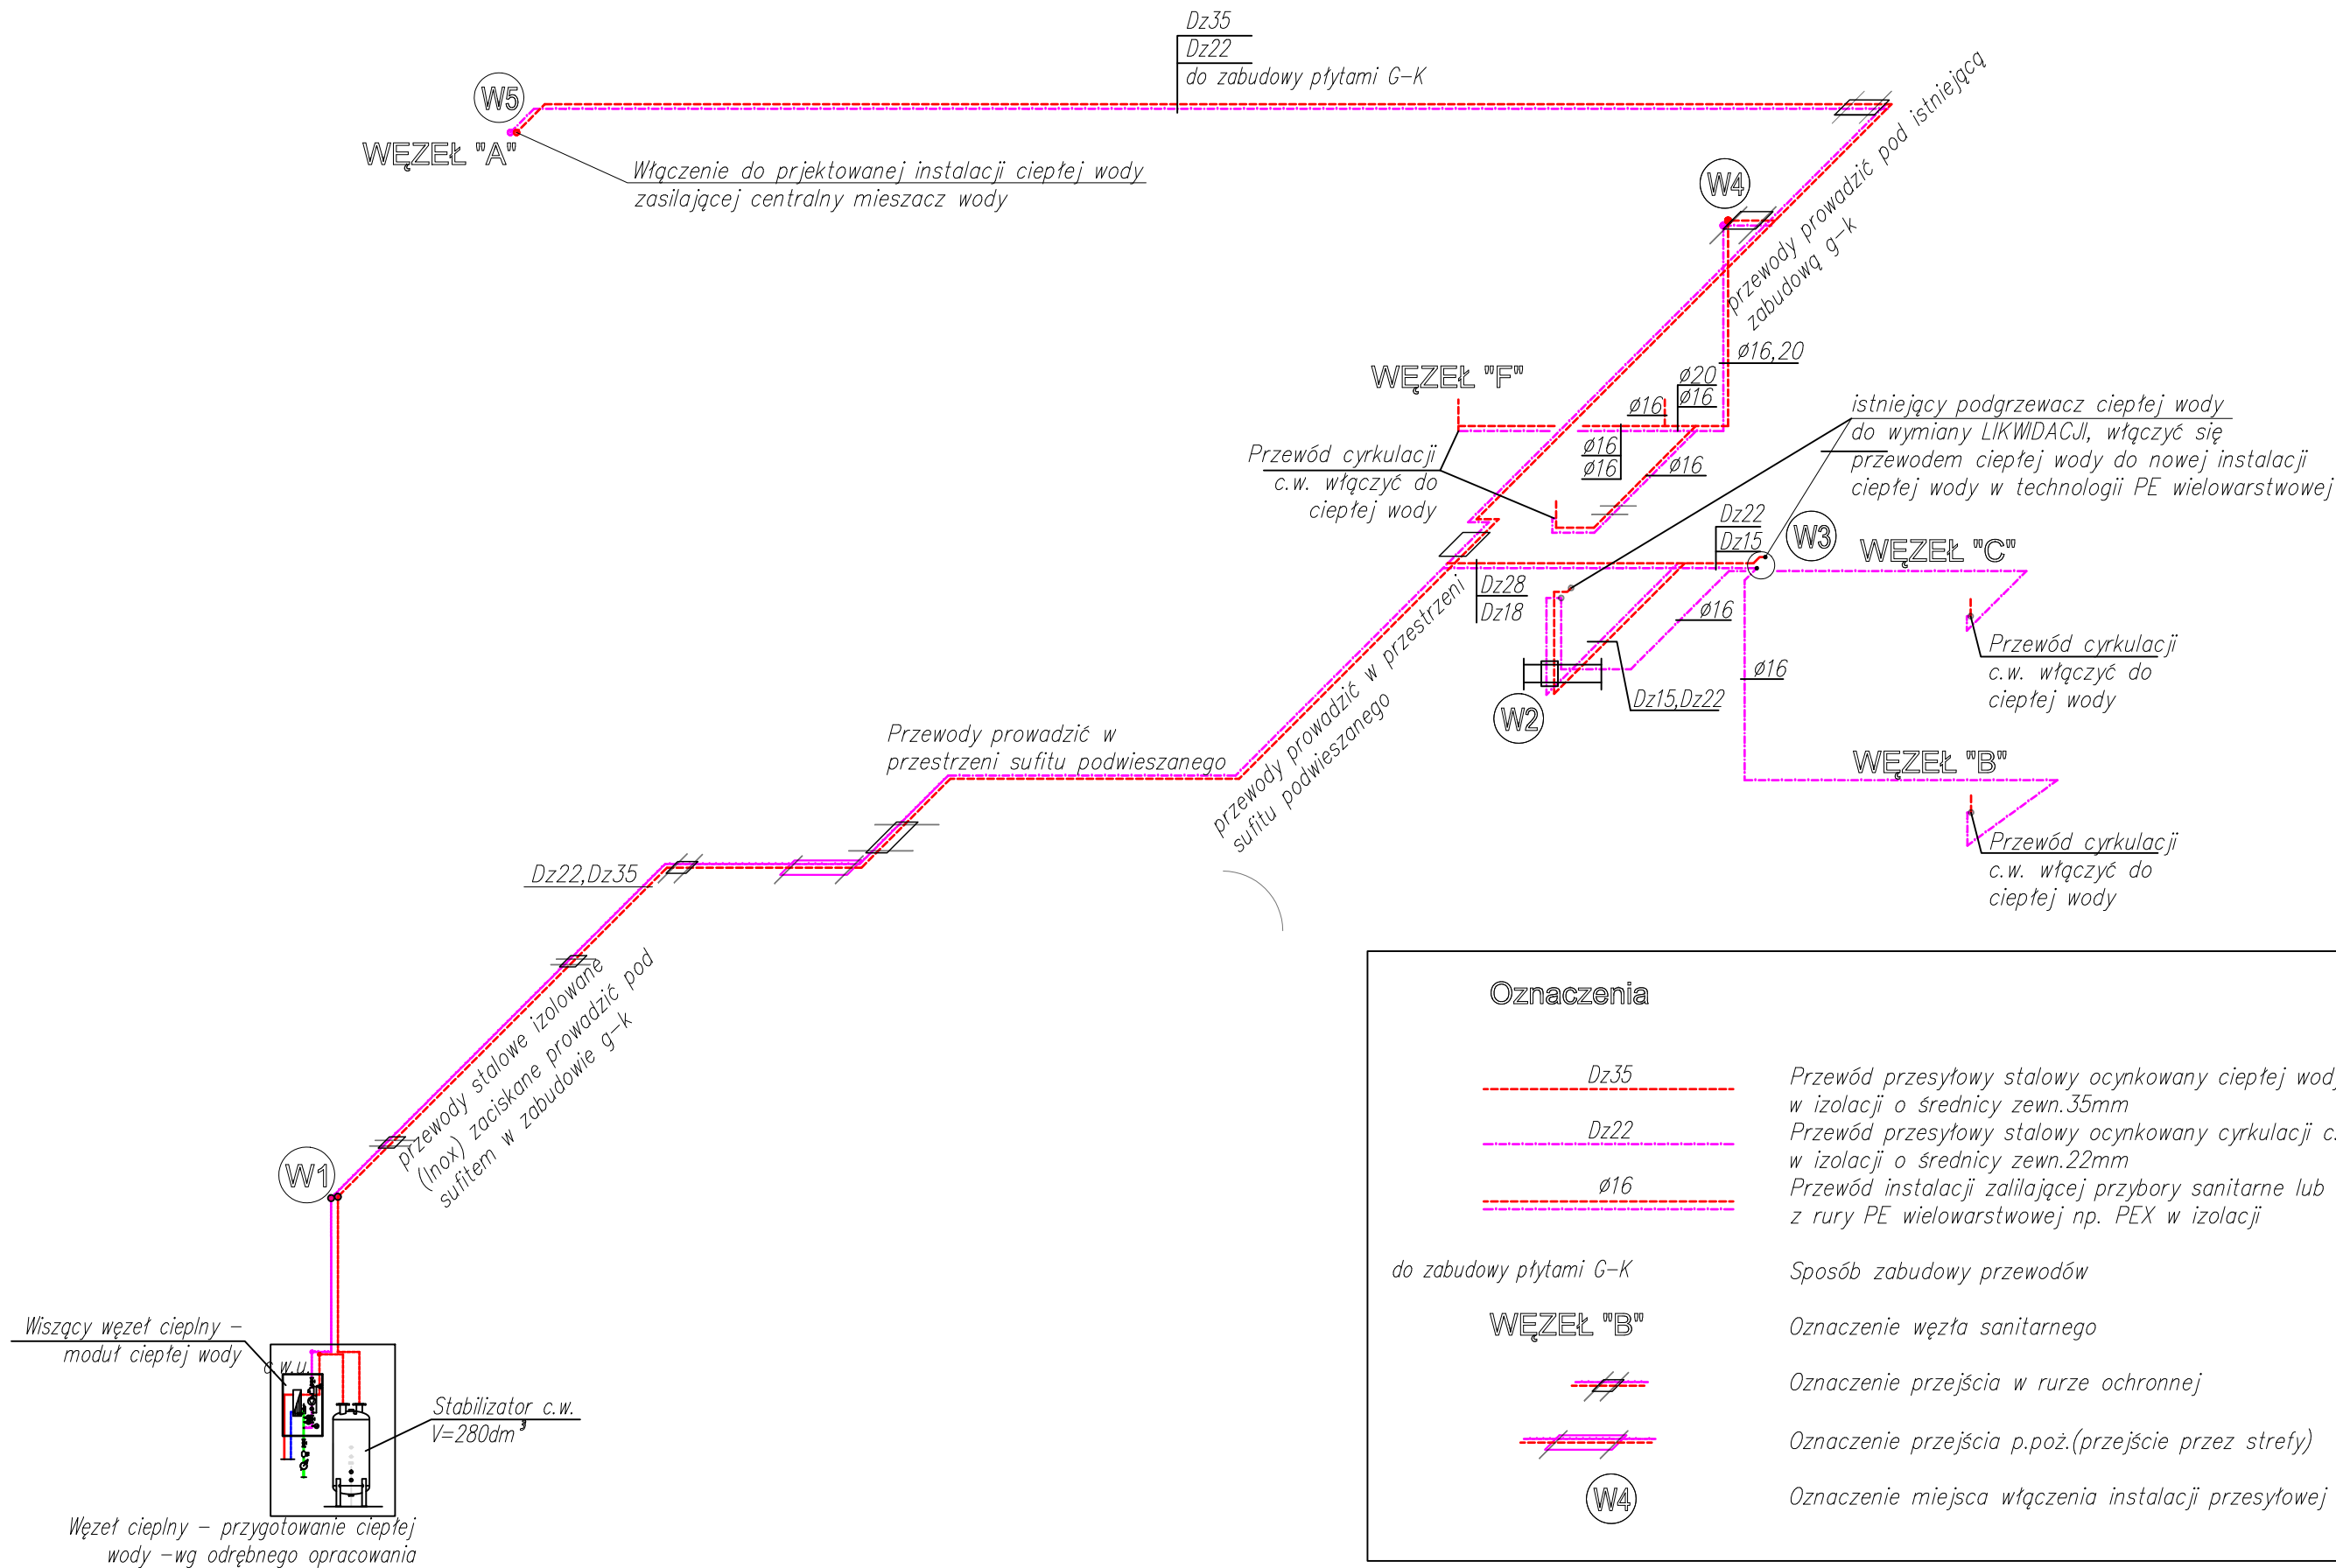 Dz35
Dz22
do zabudowy płytami G-K
W5
WĘZEŁ "A"
Włączenie do prjektowanej instalacji ciepłej wody
zasilającej centralny mieszacz wody
W4
przewody prowadzić pod istniejącą
zabudową g-k
ø16,20
WĘZEŁ "F"
ø20
ø16
ø16
ø16
ø16
ø16
Przewód cyrkulacji
c.w. włączyć do
ciepłej wody
istniejący podgrzewacz ciepłej wody
do wymiany LIKWIDACJI, włączyć się
przewodem ciepłej wody do nowej instalacji
ciepłej wody w technologii PE wielowarstwowej
Dz22
Dz15
W3
WĘZEŁ "C"
Dz28
Dz18
ø16
Przewód cyrkulacji
c.w. włączyć do
ciepłej wody
ø16
Dz15,Dz22
W2
WĘZEŁ "B"
Przewód cyrkulacji
c.w. włączyć do
ciepłej wody
przewody prowadzić w przestrzeni
sufitu podwieszanego
Przewody prowadzić w
przestrzeni sufitu podwieszanego
Dz22,Dz35
przewody stalowe izolowane
(Inox) zaciskane prowadzić pod
sufitem w zabudowie g-k
W1
Wiszący węzeł cieplny -
moduł ciepłej wody
c.w.u.
Stabilizator c.w.
V=280dm³
Węzeł cieplny - przygotowanie ciepłej
wody -wg odrębnego opracowania
Oznaczenia
Dz35
Przewód przesyłowy stalowy ocynkowany ciepłej wod
w izolacji o średnicy zewn.35mm
Dz22
Przewód przesyłowy stalowy ocynkowany cyrkulacji c.
w izolacji o średnicy zewn.22mm
ø16
Przewód instalacji zalilającej przybory sanitarne lub
z rury PE wielowarstwowej np. PEX w izolacji
do zabudowy płytami G-K
Sposób zabudowy przewodów
WĘZEŁ "B"
Oznaczenie węzła sanitarnego
Oznaczenie przejścia w rurze ochronnej
Oznaczenie przejścia p.poż.(przejście przez strefy)
W4
Oznaczenie miejsca włączenia instalacji przesyłowej